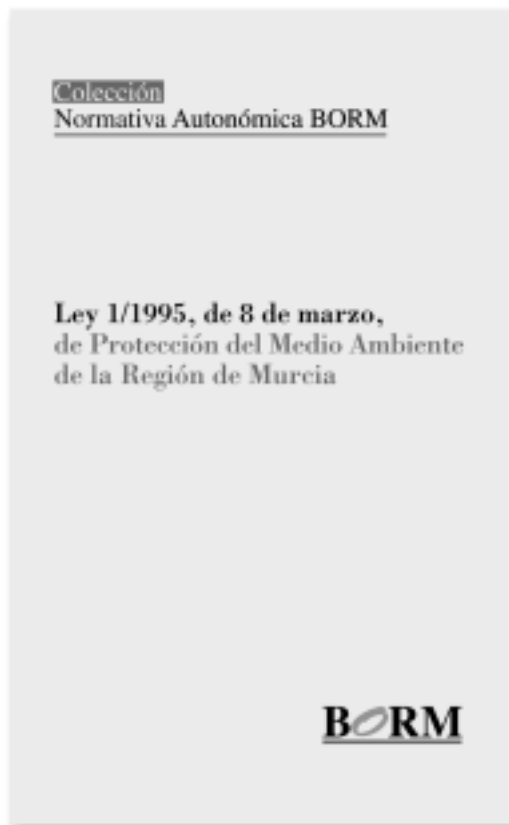 Colección
Normativa Autonómica BORM
Ley 1/1995, de 8 de marzo,
de Protección del Medio Ambiente
de la Región de Murcia
BORM